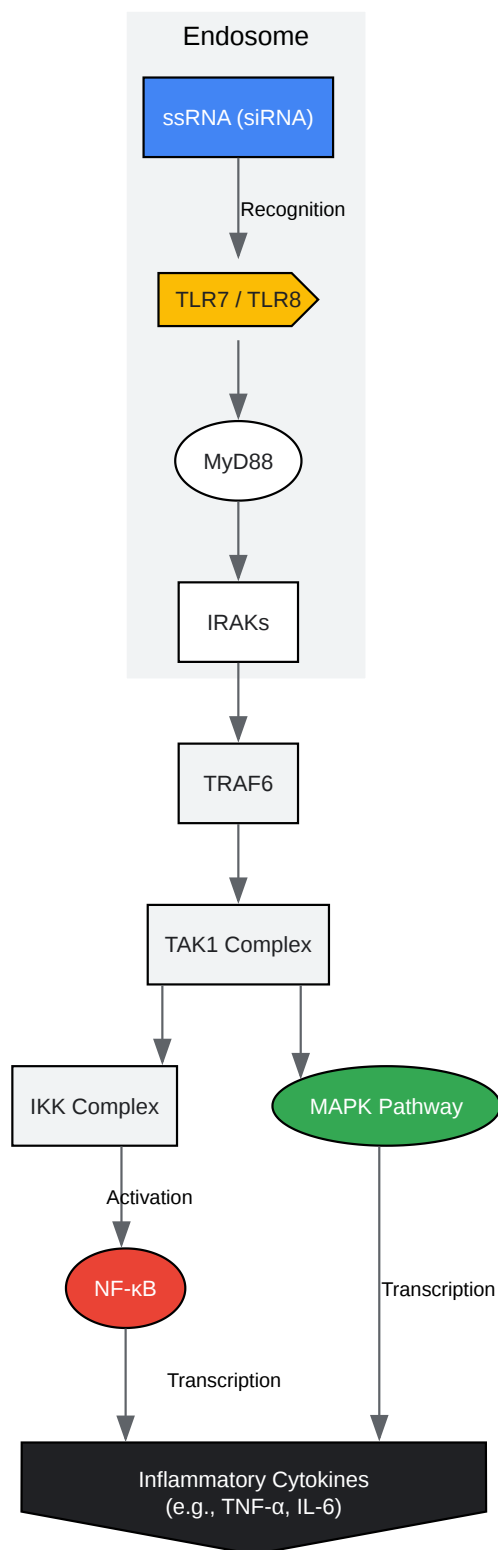 Endosome
ssRNA (siRNA)
Recognition
TLR7 / TLR8
MyD88
IRAKs
TRAF6
TAK1 Complex
IKK Complex
MAPK Pathway
Activation
NF-κB
Transcription
Transcription
Inflammatory Cytokines
(e.g., TNF-α, IL-6)